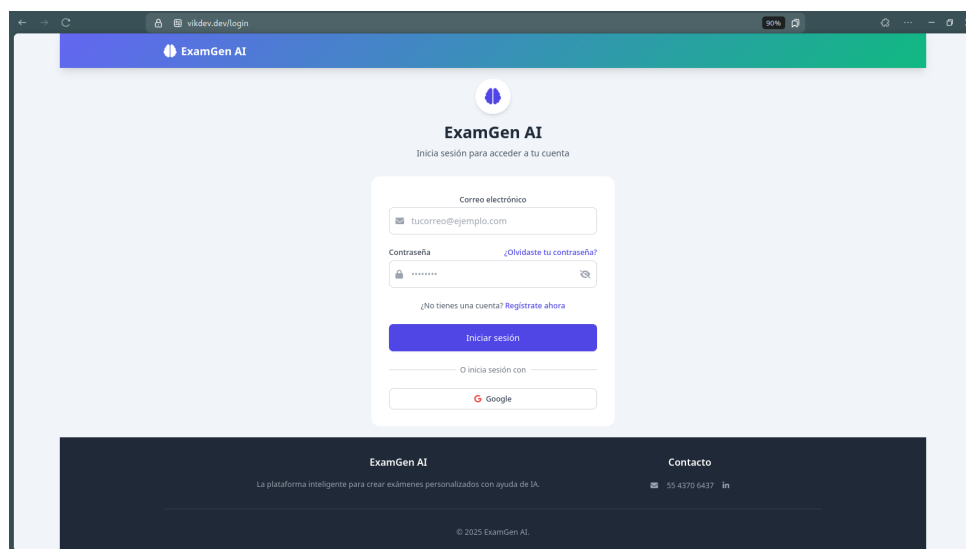 vikdev.dev/login
90%
ExamGen AI
ExamGen AI
Inicia sesión para acceder a tu cuenta
Correo electrónico
tucorreo@ejemplo.com
Contraseña ¿Olvidaste tu contraseña?
••••••••
¿No tienes una cuenta? Regístrate ahora
Iniciar sesión
O inicia sesión con
G Google
ExamGen AI Contacto
La plataforma inteligente para crear exámenes personalizados con ayuda de IA. 55 4370 6437 in
© 2025 ExamGen AI.